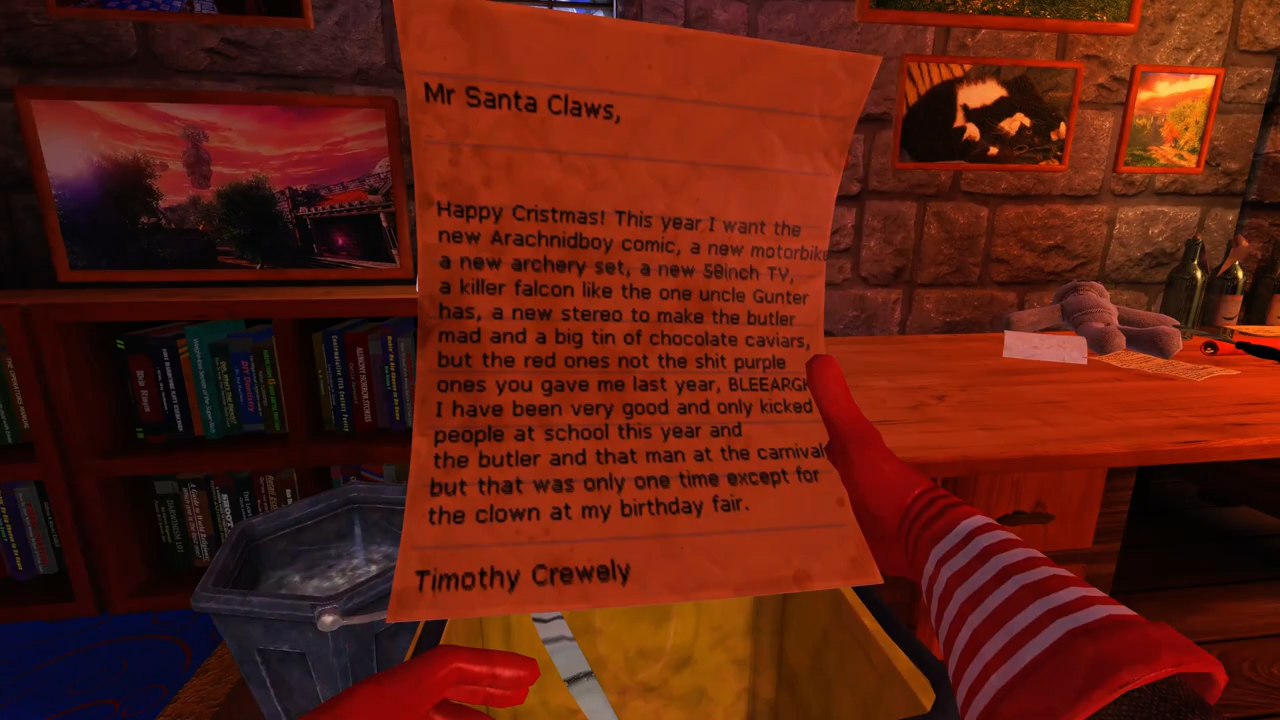 Mr Santa Claws,
Happy Cristmas! This year I want the
new Arachnidboy comic, a new motorbike
a new archery set, a new 58inch TV,
a killer falcon like the one uncle Gunter
has, a new stereo to make the butler
mad and a big tin of chocolate caviars,
but the red ones not the shit purple
ones you gave me last year, BLEEARGH
I have been very good and only kicked
people at school this year and
the butler and that man at the carnival
but that was only one time except for
the clown at my birthday fair.
Timothy Crewely